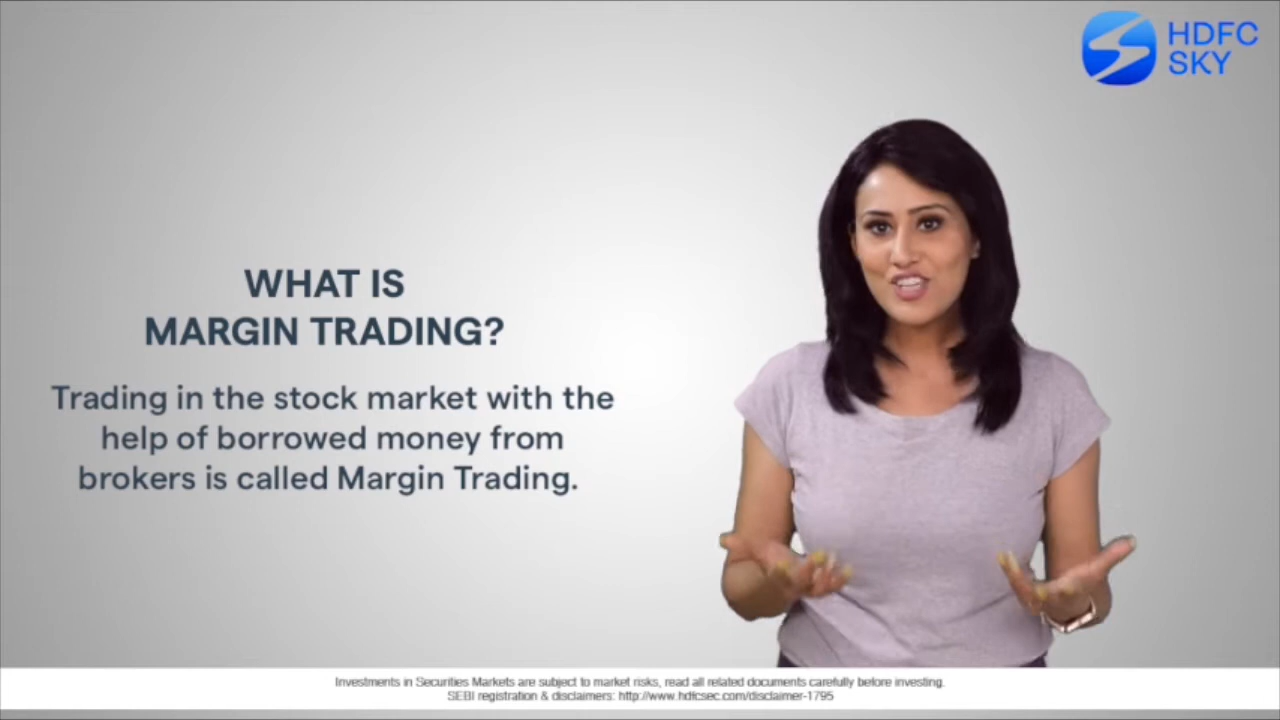 HDFC
SKY
WHAT IS
MARGIN TRADING?
Trading in the stock market with the
help of borrowed money from
brokers is called Margin Trading.
Investments in Securities Markets are subject to market risks, read all related documents carefully before investing.
SEBI registration & disclaimers: http://www.hdfcsec.com/disclaimer-1795